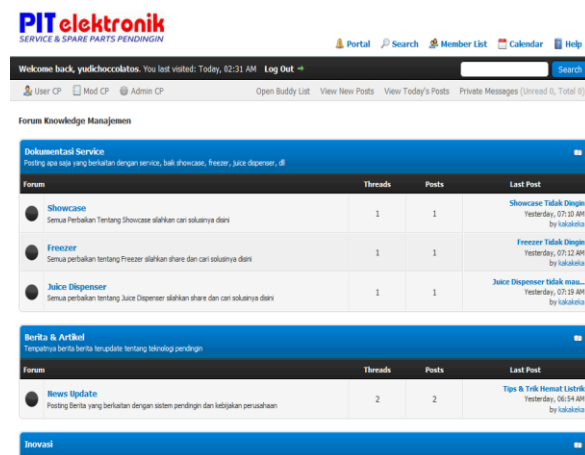 PIT elektronik
SERVICE & SPARE PARTS PENDINGIN
Portal Search Member List Calendar Help
Welcome back, yudichoccolatos. You last visited: Today, 02:31 AM Log Out
Search
User CP Mod CP Admin CP Open Buddy List View New Posts View Today's Posts Private Messages (Unread 0, Total 0)
Forum Knowledge Manajemen
Dokumentasi Service
Posting apa saja yang berkaitan dengan service, baik showcase, freezer, juice dispenser, dll
Forum Threads Posts Last Post
Showcase 1 1 Showcase Tidak Dingin
Semua Perbaikan Tentang Showcase silahkan cari solusinya disini Yesterday, 07:10 AM
by kakakeka
Freezer 1 1 Freezer Tidak Dingin
Semua perbaikan tentang Freezer silahkan share dan cari solusinya disini Yesterday, 07:12 AM
by kakakeka
Juice Dispenser 1 1 Juice Dispenser tidak mau...
Semua perbaikan tentang Juice Dispenser silahkan share dan cari solusinya disini Yesterday, 07:19 AM
by kakakeka
Berita & Artikel
Tempatnya berita berita terupdate tentang teknologi pendingin
Forum Threads Posts Last Post
News Update 2 2 Tips & Trik Hemat Listrik
Posting Berita yang berkaitan dengan sistem pendingin dan kebijakan perusahaan Yesterday, 06:54 AM
by kakakeka
Inovasi